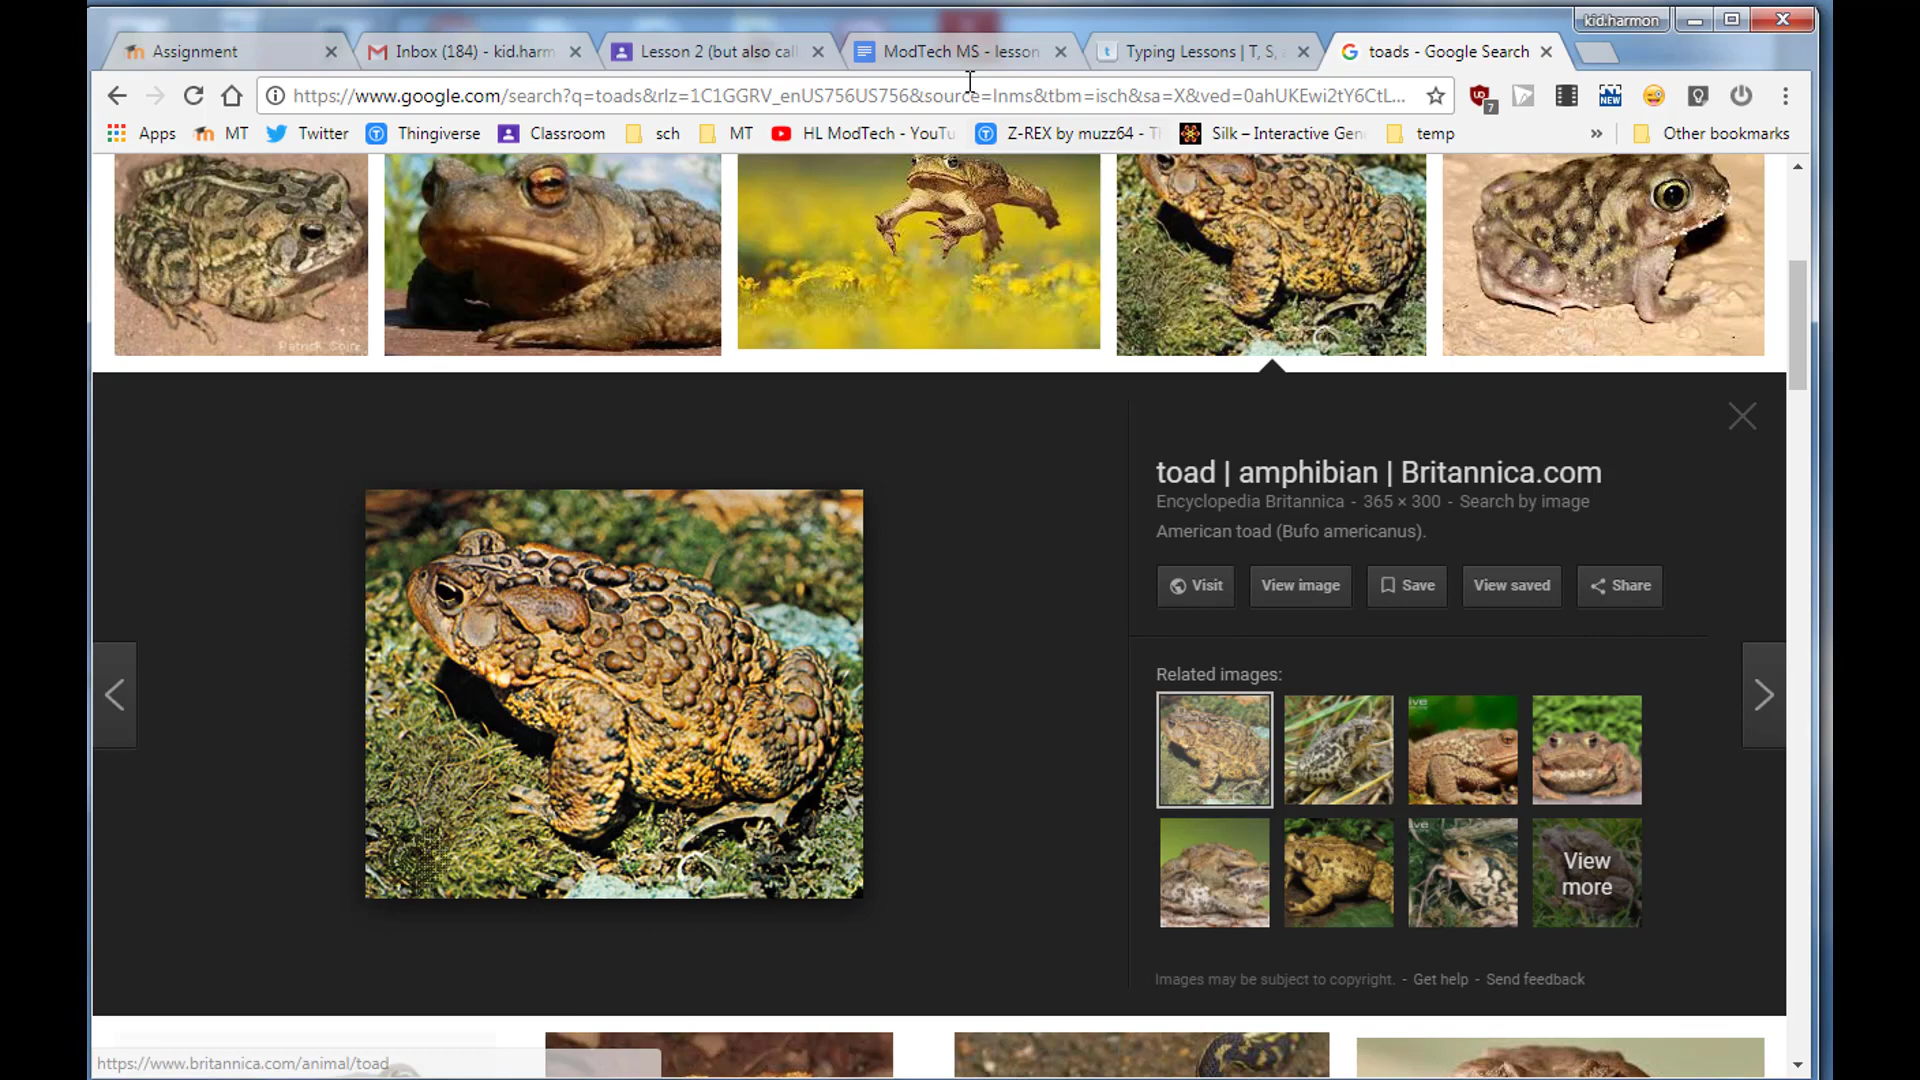 kid.harmon
Assignment
Inbox (184) - kid.harm
Lesson 2 (but also call
ModTech MS - lesson
Typing Lessons | T, S, a
toads - Google Search
https://www.google.com/search?q=toads&rlz=1C1GGRV_enUS756US756&source=lnms&tbm=isch&sa=X&ved=0ahUKEwi2tY6CtL...
7
NEW
Apps
MT
Twitter
Thingiverse
Classroom
sch
MT
HL ModTech - YouTu
Z-REX by muzz64 - T
Silk – Interactive Gen
temp
»
Other bookmarks
toad | amphibian | Britannica.com
Encyclopedia Britannica - 365 × 300 - Search by image
American toad (Bufo americanus).
Visit
View image
Save
View saved
Share
Related images:
View
more
Images may be subject to copyright. - Get help - Send feedback
https://www.britannica.com/animal/toad